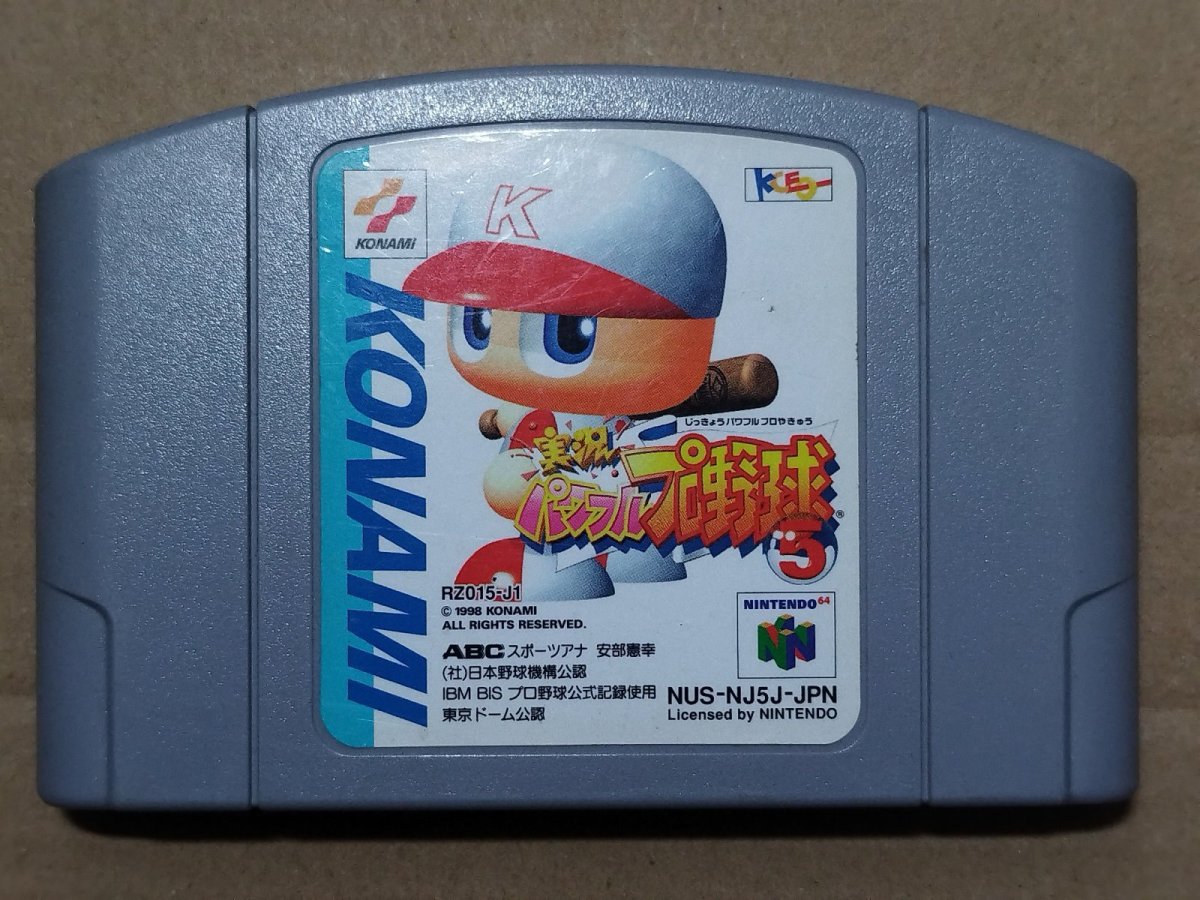 KONAMI
K
KCEO
KONAMI
じっきょうパワフルプロやきゅう
実況
パワフルプロ野球®
5
RZ015-J1
© 1998 KONAMI
ALL RIGHTS RESERVED.
ABC スポーツアナ 安部憲幸
(社)日本野球機構公認
IBM BIS プロ野球公式記録使用
東京ドーム公認
NINTENDO64
N
NUS-NJ5J-JPN
Licensed by NINTENDO